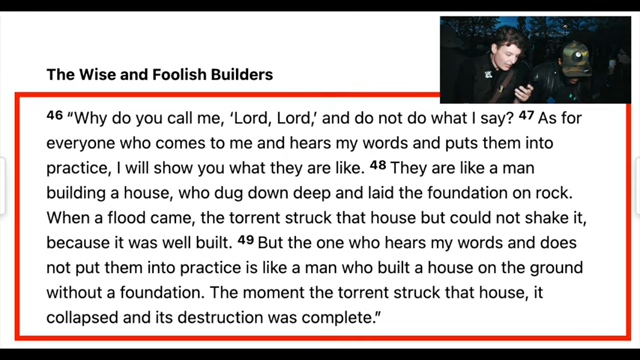 The Wise and Foolish Builders
46 “Why do you call me, ‘Lord, Lord,’ and do not do what I say? 47 As for
everyone who comes to me and hears my words and puts them into
practice, I will show you what they are like. 48 They are like a man
building a house, who dug down deep and laid the foundation on rock.
When a flood came, the torrent struck that house but could not shake it,
because it was well built. 49 But the one who hears my words and does
not put them into practice is like a man who built a house on the ground
without a foundation. The moment the torrent struck that house, it
collapsed and its destruction was complete.”